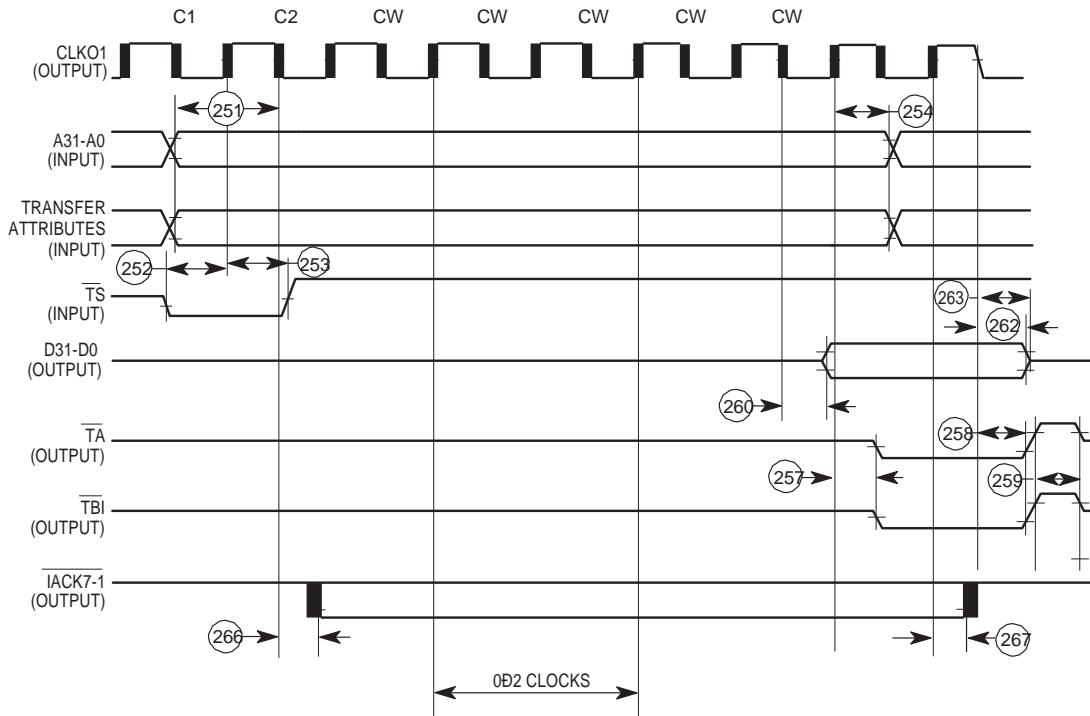 C1 C2 CW CW CW CW CW
CLKO1
(OUTPUT)
251
254
A31-A0
(INPUT)
TRANSFER
ATTRIBUTES
(INPUT)
252
253
TS
(INPUT)
263
262
D31-D0
(OUTPUT)
260
TA
(OUTPUT)
258
257
259
TBI
(OUTPUT)
IACK7-1
(OUTPUT)
266
267
0Ð2 CLOCKS